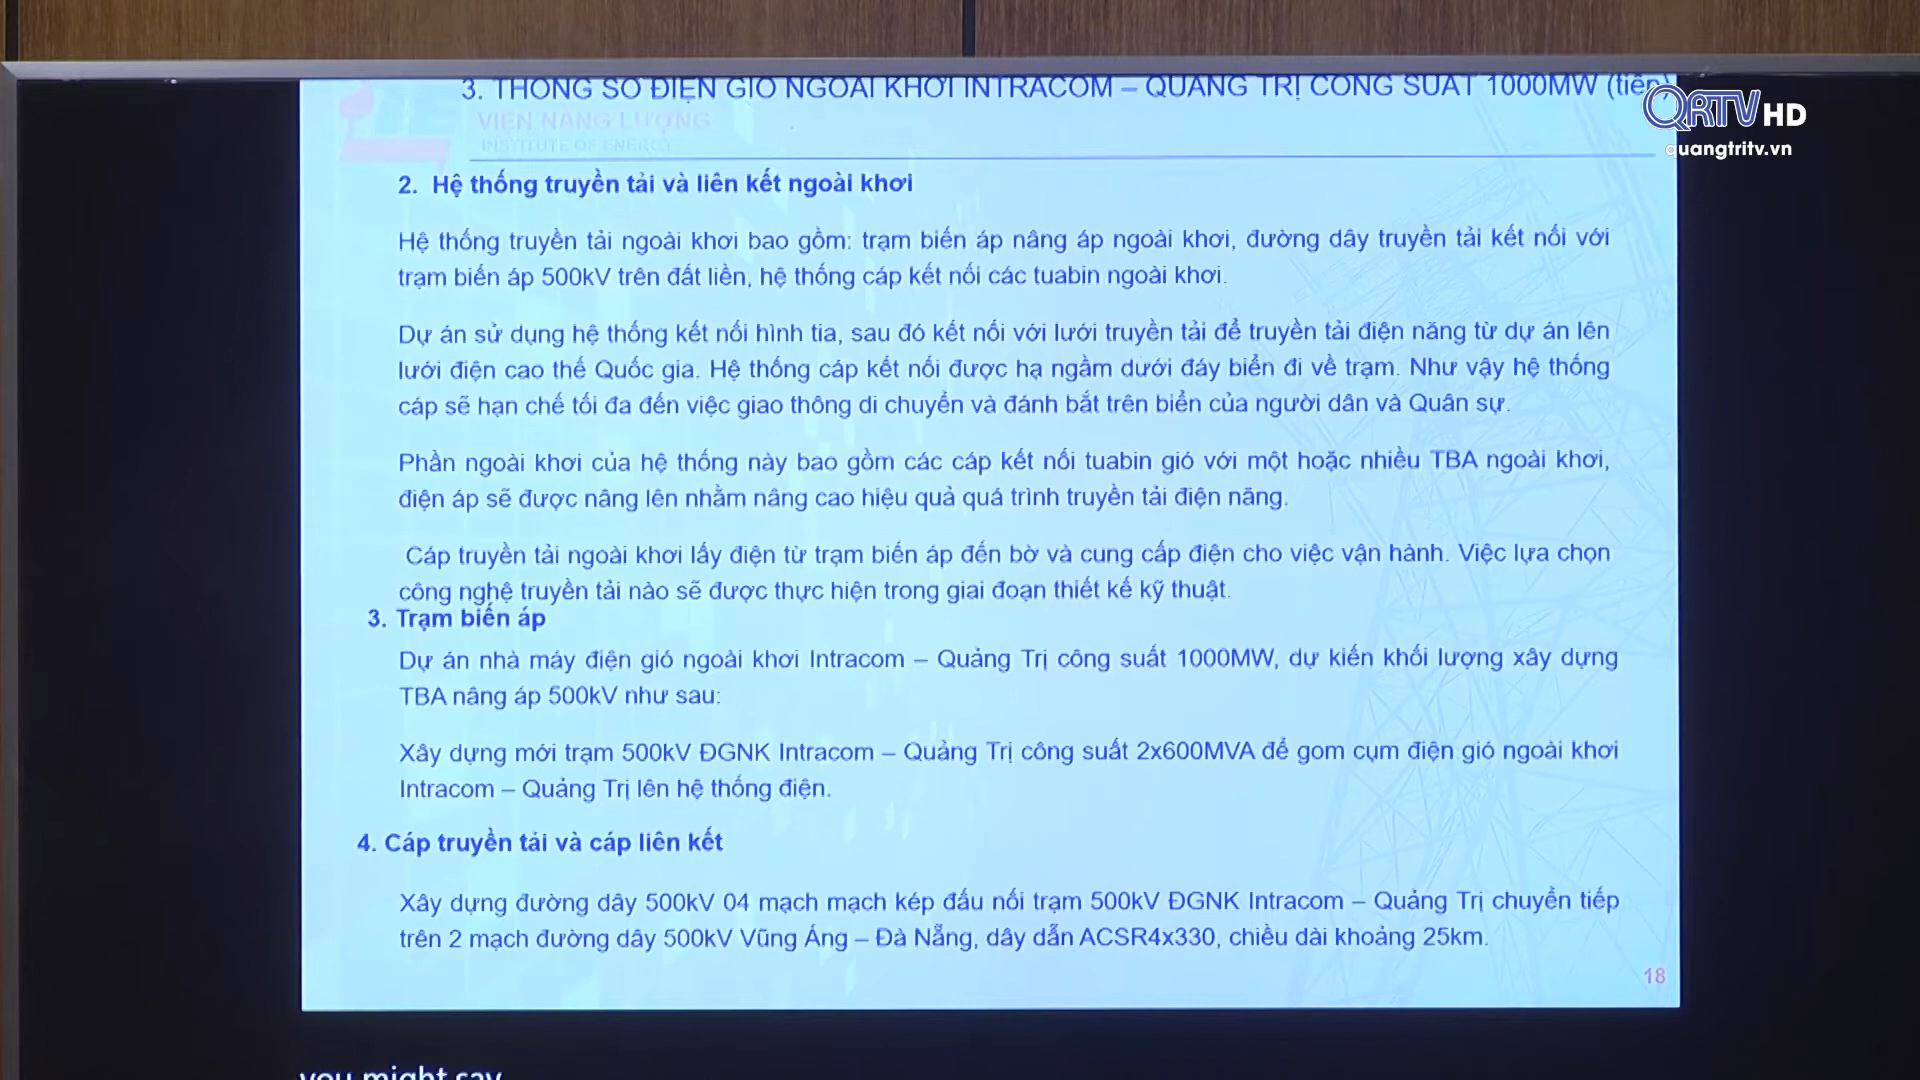 3. THÔNG SỐ ĐIỆN GIÓ NGOÀI KHƠI INTRACOM – QUẢNG TRỊ CÔNG SUẤT 1000MW (tiếp)
VIỆN NĂNG LƯỢNG
INSTITUTE OF ENERGY
QRTV HD
quangtritv.vn
2. Hệ thống truyền tải và liên kết ngoài khơi
Hệ thống truyền tải ngoài khơi bao gồm: trạm biến áp nâng áp ngoài khơi, đường dây truyền tải kết nối với
trạm biến áp 500kV trên đất liền, hệ thống cáp kết nối các tuabin ngoài khơi.
Dự án sử dụng hệ thống kết nối hình tia, sau đó kết nối với lưới truyền tải để truyền tải điện năng từ dự án lên
lưới điện cao thế Quốc gia. Hệ thống cáp kết nối được hạ ngầm dưới đáy biển đi về trạm. Như vậy hệ thống
cáp sẽ hạn chế tối đa đến việc giao thông di chuyển và đánh bắt trên biển của người dân và Quân sự.
Phần ngoài khơi của hệ thống này bao gồm các cáp kết nối tuabin gió với một hoặc nhiều TBA ngoài khơi,
điện áp sẽ được nâng lên nhằm nâng cao hiệu quả quá trình truyền tải điện năng.
Cáp truyền tải ngoài khơi lấy điện từ trạm biến áp đến bờ và cung cấp điện cho việc vận hành. Việc lựa chọn
công nghệ truyền tải nào sẽ được thực hiện trong giai đoạn thiết kế kỹ thuật.
3. Trạm biến áp
Dự án nhà máy điện gió ngoài khơi Intracom – Quảng Trị công suất 1000MW, dự kiến khối lượng xây dựng
TBA nâng áp 500kV như sau:
Xây dựng mới trạm 500kV ĐGNK Intracom – Quảng Trị công suất 2x600MVA để gom cụm điện gió ngoài khơi
Intracom – Quảng Trị lên hệ thống điện.
4. Cáp truyền tải và cáp liên kết
Xây dựng đường dây 500kV 04 mạch mạch kép đấu nối trạm 500kV ĐGNK Intracom – Quảng Trị chuyển tiếp
trên 2 mạch đường dây 500kV Vũng Áng – Đà Nẵng, dây dẫn ACSR4x330, chiều dài khoảng 25km.
18
you might say